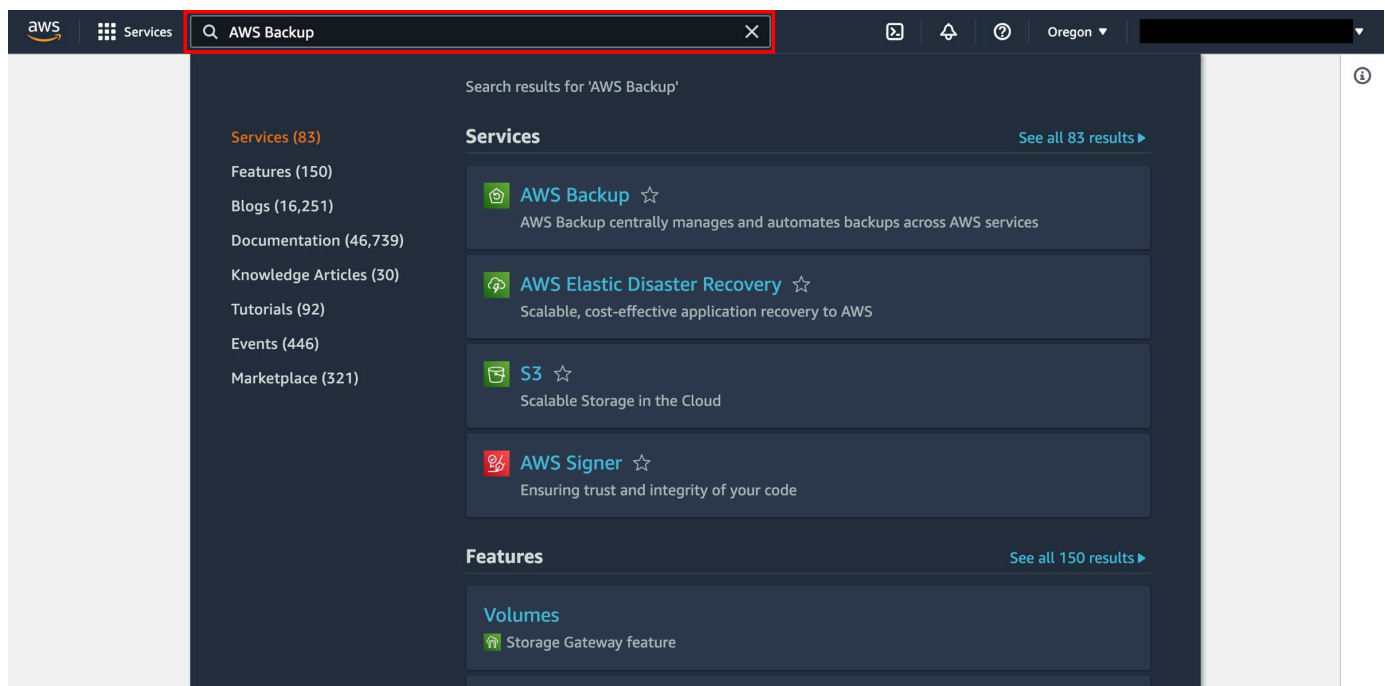 aws
Services
AWS Backup
Oregon
Search results for 'AWS Backup'
Services (83)
Features (150)
Blogs (16,251)
Documentation (46,739)
Knowledge Articles (30)
Tutorials (92)
Events (446)
Marketplace (321)
Services
See all 83 results
AWS Backup
AWS Backup centrally manages and automates backups across AWS services
AWS Elastic Disaster Recovery
Scalable, cost-effective application recovery to AWS
S3
Scalable Storage in the Cloud
AWS Signer
Ensuring trust and integrity of your code
Features
See all 150 results
Volumes
Storage Gateway feature